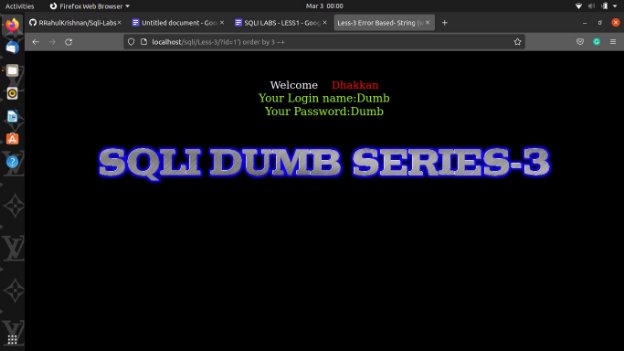 Activities Firefox Web Browser Mar 3 00:00
RRahulKrishnan/Sqli-Labs Untitled document - Goo SQLI LABS - LESS1 - Goog Less-3 Error Based- String (w
localhost/sqli/Less-3/?id=1') order by 3 --+
Welcome Dhakkan
Your Login name:Dumb
Your Password:Dumb
SQLI DUMB SERIES-3